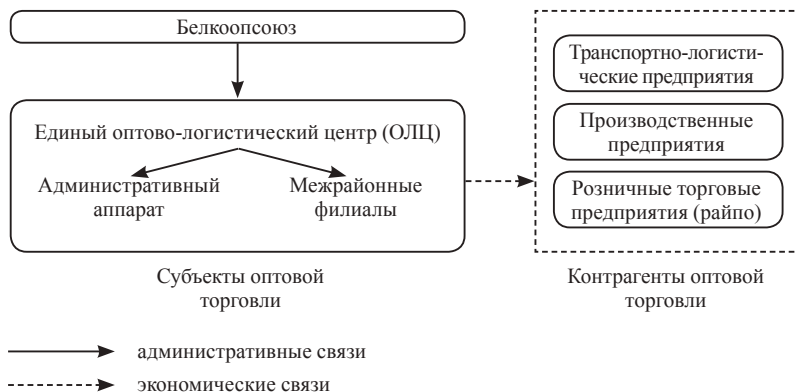 Белкоопсоюз
Единый оптово-логистический центр (ОЛЦ)
Административный
аппарат
Межрайонные
филиалы
Субъекты оптовой
торговли
Транспортно-логисти-
ческие предприятия
Производственные
предприятия
Розничные торговые
предприятия (райпо)
Контрагенты оптовой
торговли
административные связи
экономические связи